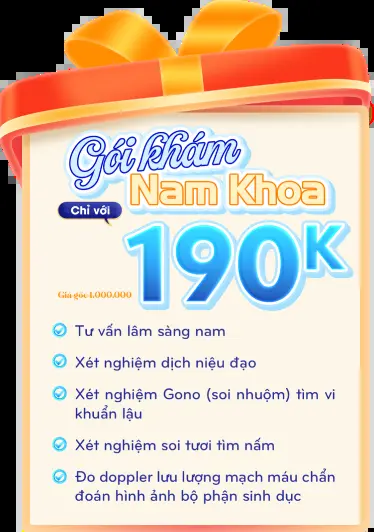 Gói khám
Nam Khoa
Chỉ với
190K
Giá gốc 1.000.000
Tư vấn lâm sàng nam
Xét nghiệm dịch niệu đạo
Xét nghiệm Gono (soi nhuộm) tìm vi
khuẩn lậu
Xét nghiệm soi tươi tìm nấm
Đo doppler lưu lượng mạch máu chẩn
đoán hình ảnh bộ phận sinh dục